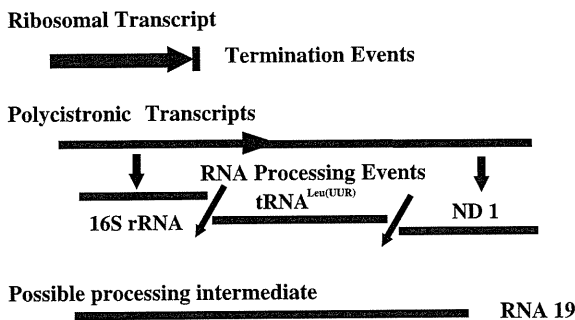 Ribosomal Transcript
Termination Events
Polycistronic Transcripts
RNA Processing Events
16S rRNA
tRNA Leu(UUR)
ND 1
Possible processing intermediate
RNA 19